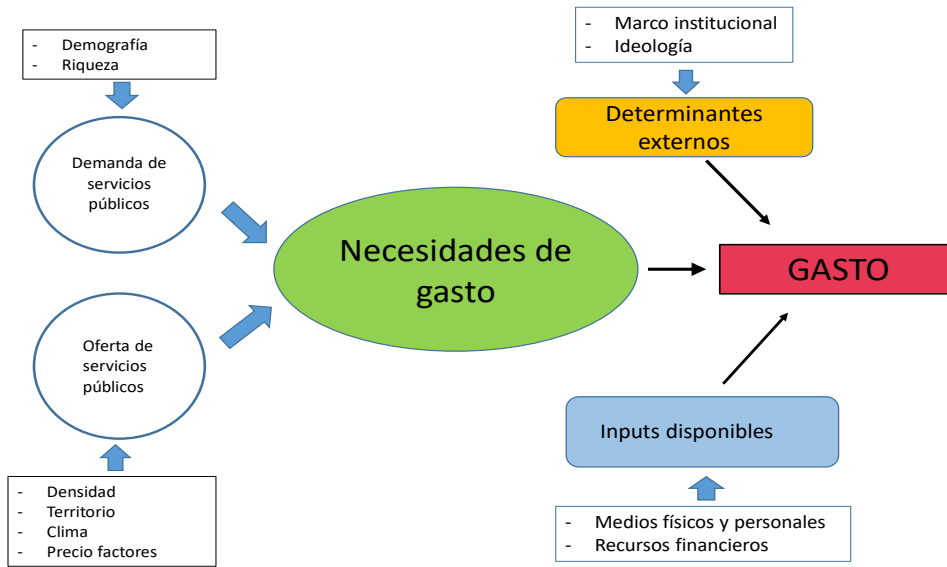 - Demografía
- Riqueza
Demanda de
servicios
públicos
Oferta de
servicios
públicos
- Densidad
- Territorio
- Clima
- Precio factores
Necesidades de
gasto
- Marco institucional
- Ideología
Determinantes
externos
GASTO
Inputs disponibles
- Medios físicos y personales
- Recursos financieros